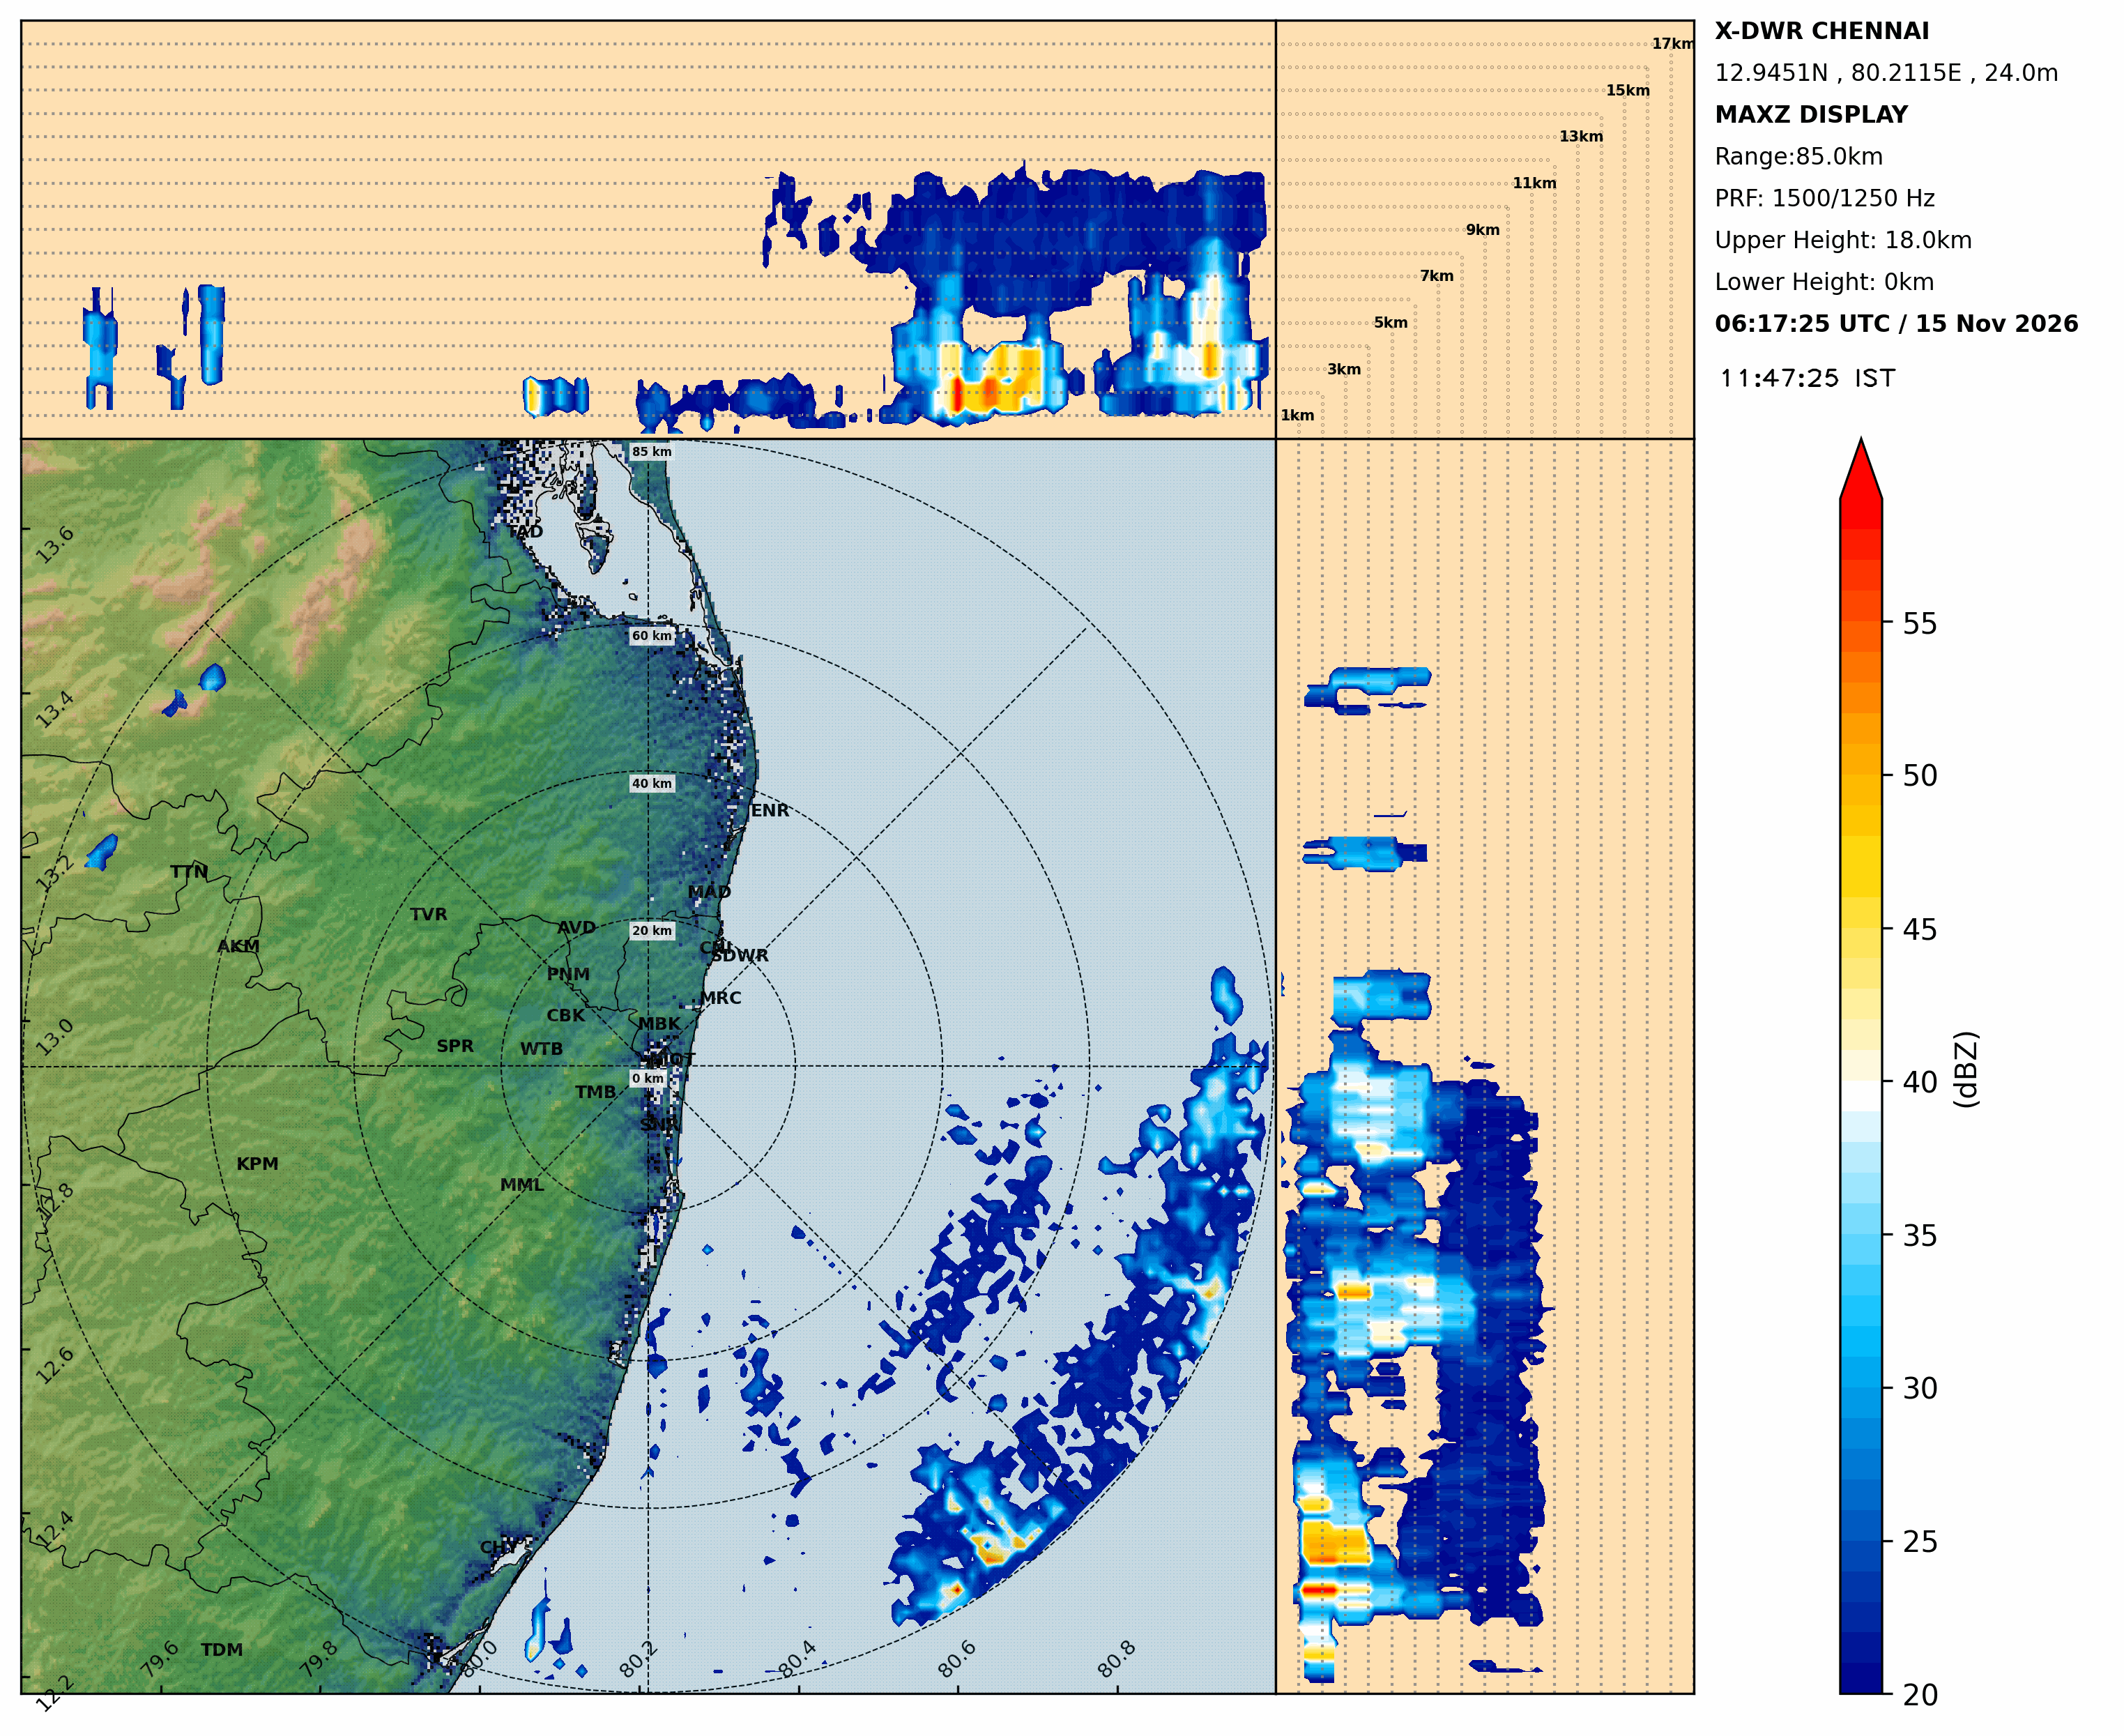 X-DWR CHENNAI
12.9451N , 80.2115E , 24.0m
MAXZ DISPLAY
Range:85.0km
PRF: 1500/1250 Hz
Upper Height: 18.0km
Lower Height: 0km
06:17:25 UTC / 15 Nov 2026
11:47:25 IST
17km
15km
13km
11km
9km
7km
5km
3km
1km
85 km
60 km
40 km
20 km
0 km
TAD
ENR
TTN
MAD
TVR
AVD
AKM
SDWR
PNM
MRC
CBK
MBK
SPR
WTB
TMB
SNR
KPM
MML
CHY
TDM
13.6
13.4
13.2
13.0
12.8
12.6
12.4
12.2
79.6
79.8
80.0
80.2
80.4
80.6
80.8
55
50
45
40
35
30
25
20
(dBZ)